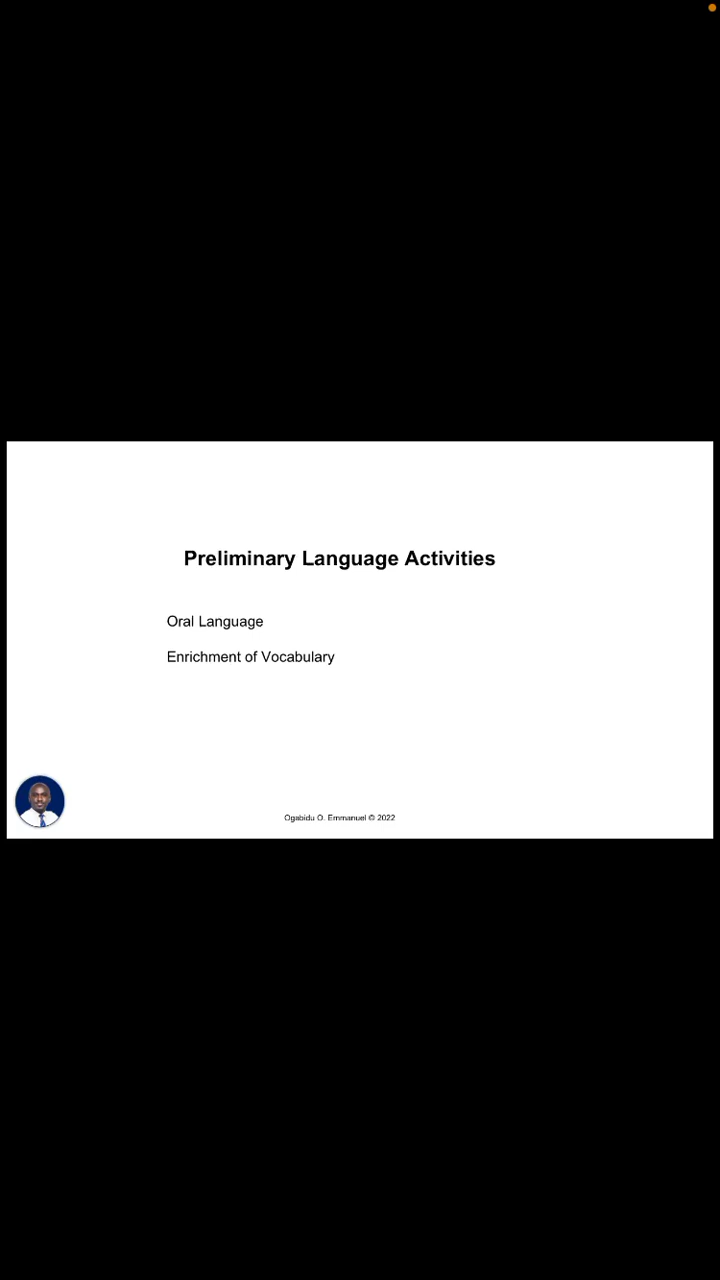 Preliminary Language Activities
Oral Language
Enrichment of Vocabulary
Ogabidu O. Emmanuel © 2022